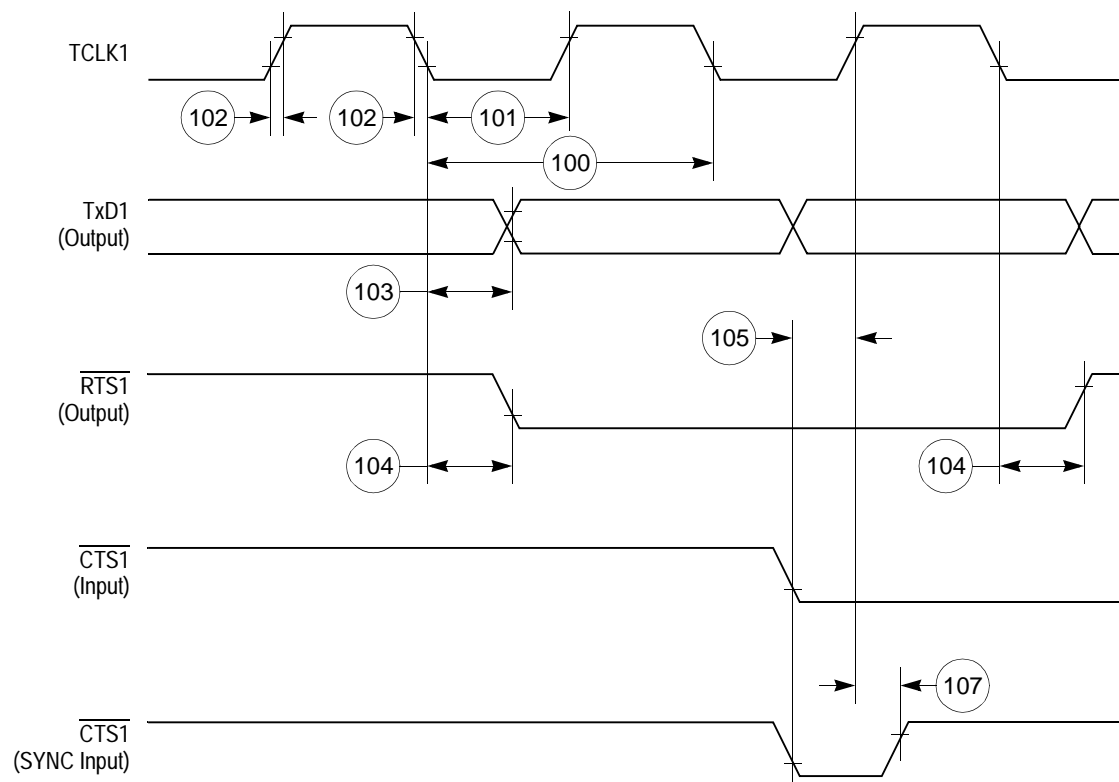 TCLK1
102
102
101
100
TxD1
(Output)
103
105
RTS1
(Output)
104
104
CTS1
(Input)
107
CTS1
(SYNC Input)